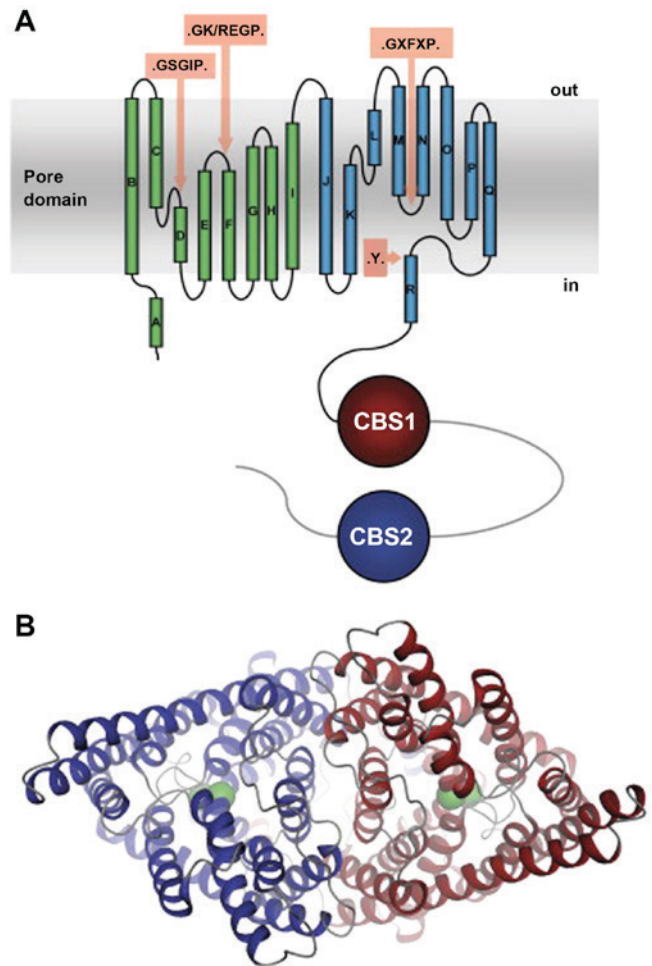 A
.GK/REGP.
.GSGIP.
.GXFXP.
out
Pore
domain
B
C
D
E
F
G
H
I
J
K
L
M
N
O
P
Q
.Y.
in
A
R
CBS1
CBS2
B